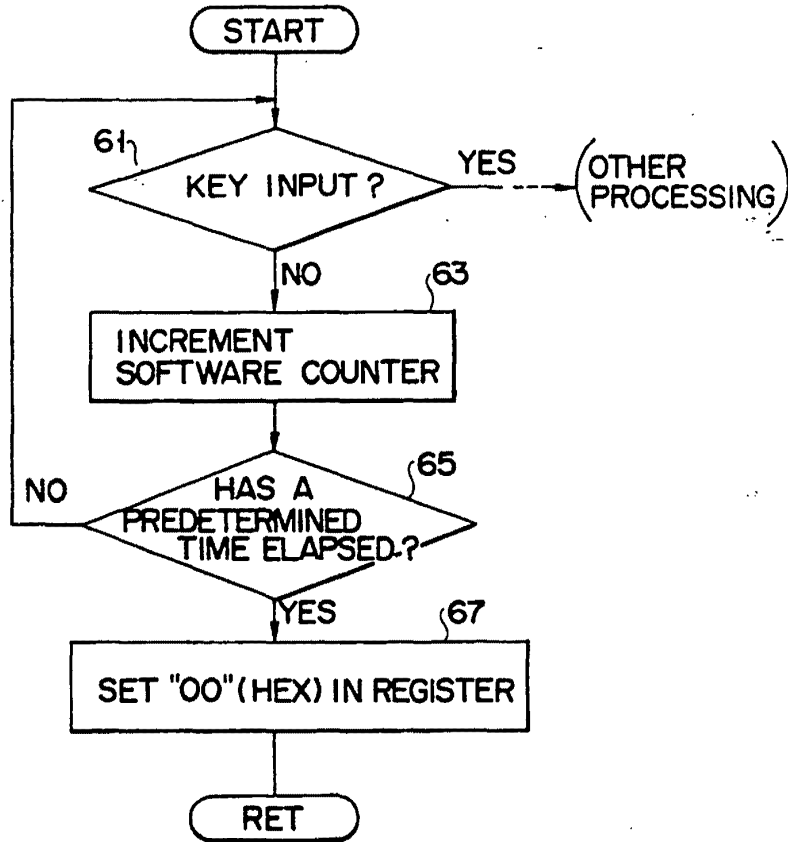 START
61
KEY INPUT?
YES
(OTHER
PROCESSING)
NO
63
INCREMENT
SOFTWARE COUNTER
65
NO
HAS A
PREDETERMINED
TIME ELAPSED?
YES
67
SET "00" (HEX) IN REGISTER
RET